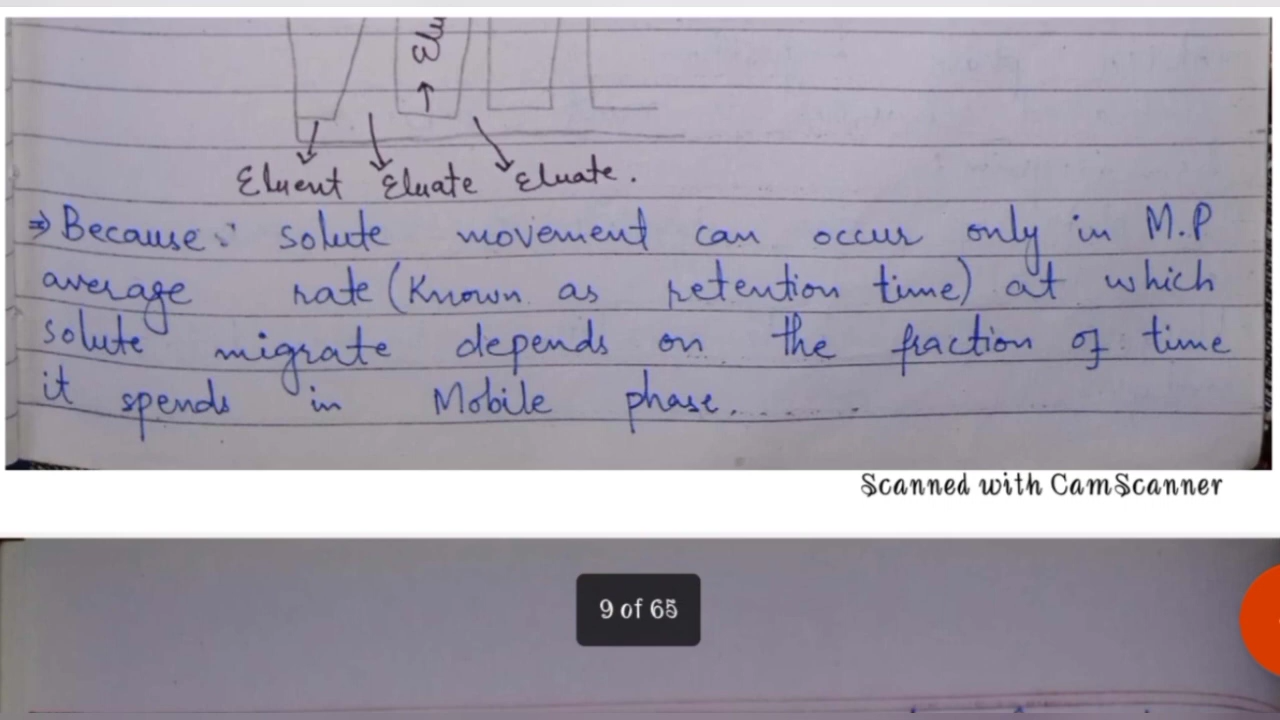 → Elu
Eluent Eluate Eluate.
⇒ Because solute movement can occur only in M.P
average rate (Known as retention time) at which
solute migrate depends on the fraction of time
it spends in Mobile phase.......
Scanned with CamScanner
9 of 65